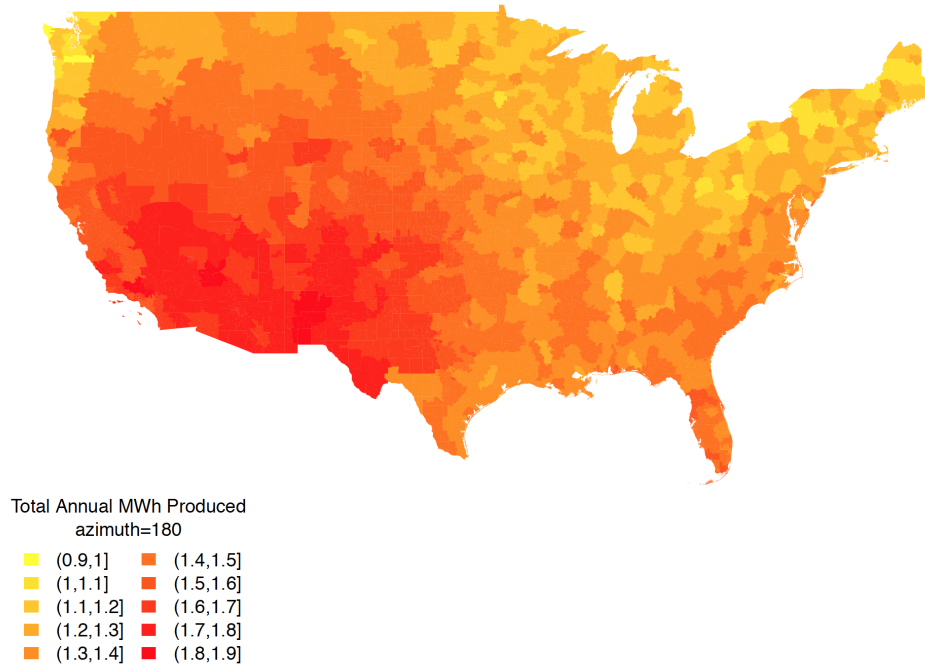 Total Annual MWh Produced
azimuth=180
(0.9,1] (1.4,1.5]
(1,1.1] (1.5,1.6]
(1.1,1.2] (1.6,1.7]
(1.2,1.3] (1.7,1.8]
(1.3,1.4] (1.8,1.9]